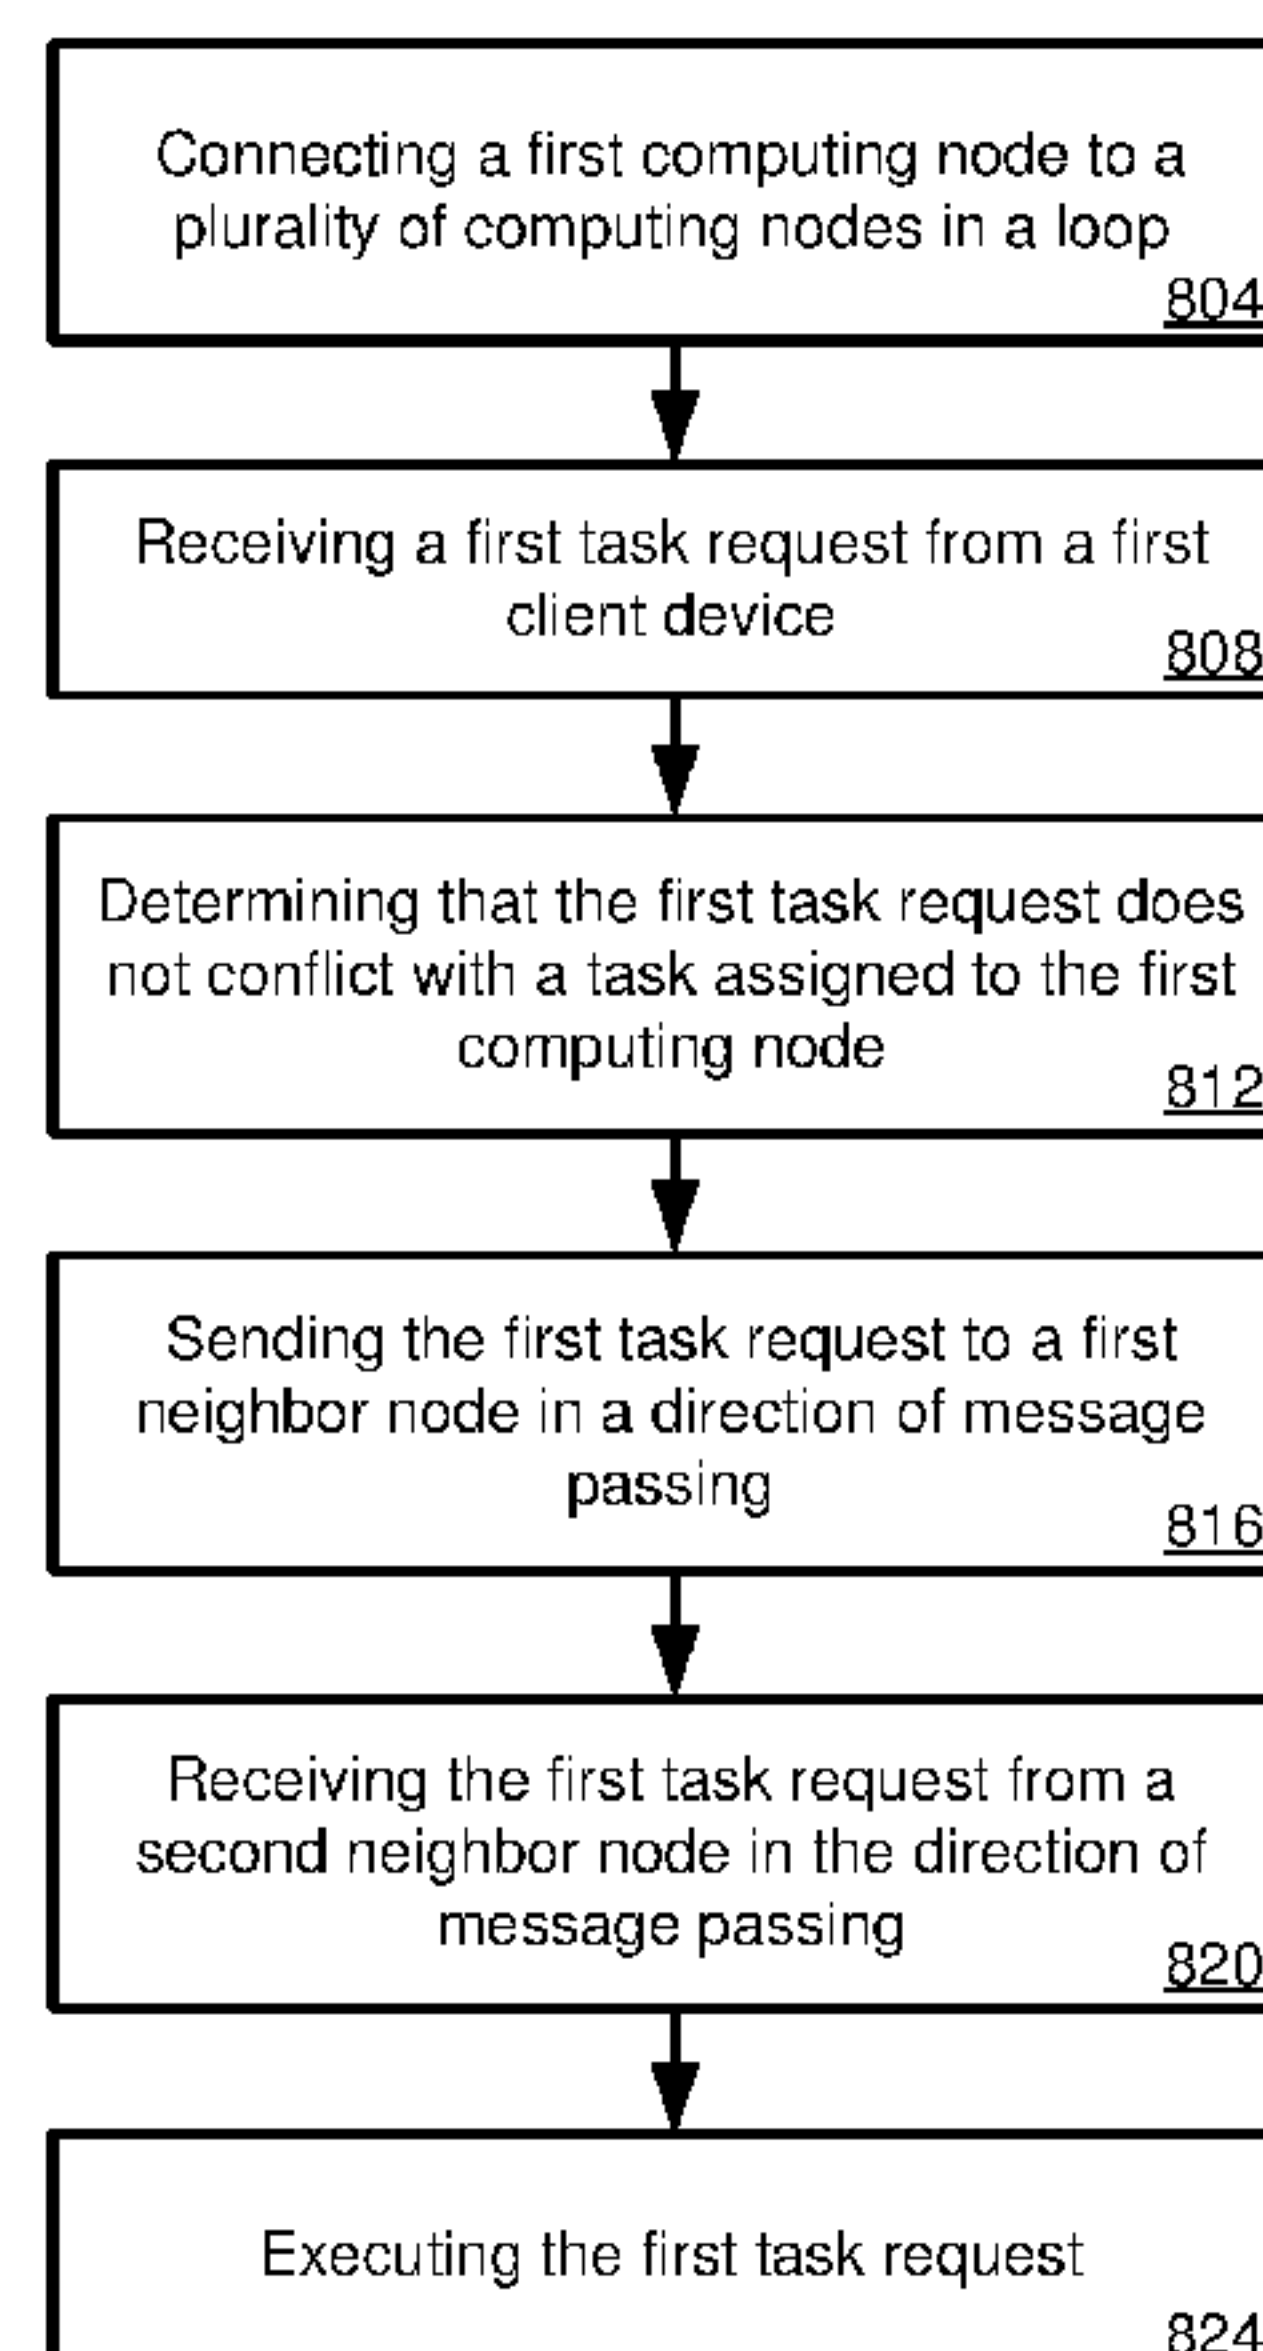 Connecting a first computing node to a
plurality of computing nodes in a loop
804
Receiving a first task request from a first
client device
808
Determining that the first task request does
not conflict with a task assigned to the first
computing node
812
Sending the first task request to a first
neighbor node in a direction of message
passing
816
Receiving the first task request from a
second neighbor node in the direction of
message passing
820
Executing the first task request
824